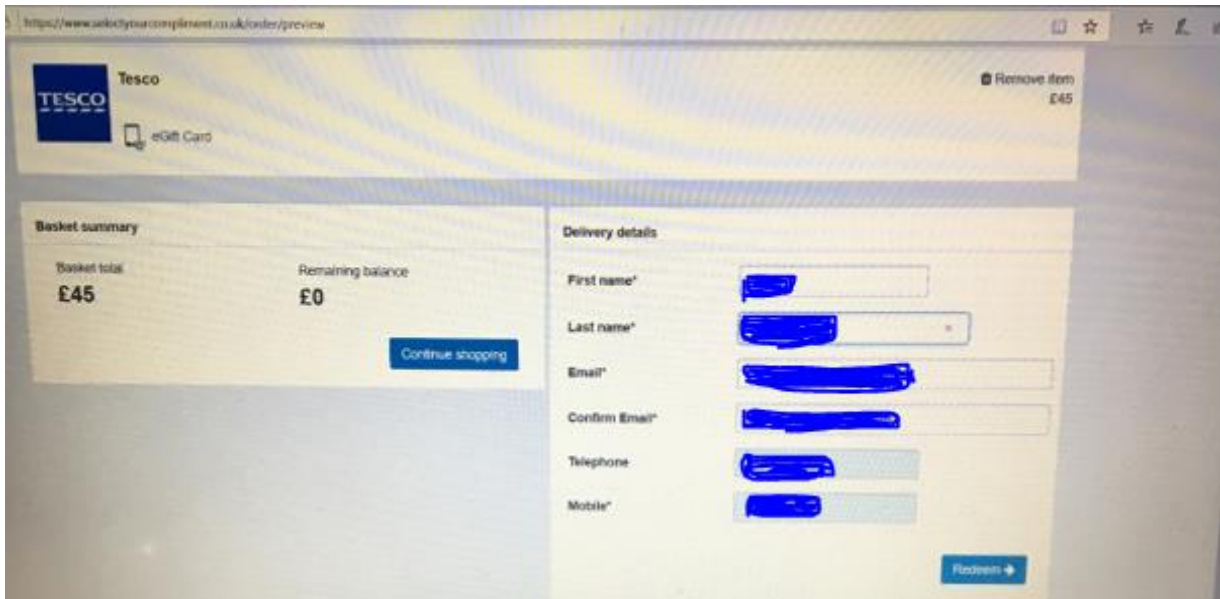 Tesco
Remove item
£45
TESCO
eGift Card
Basket summary
Basket total
£45
Remaining balance
£0
Continue shopping
Delivery details
First name*
Last name*
Email*
Confirm Email*
Telephone
Mobile*
Redeem